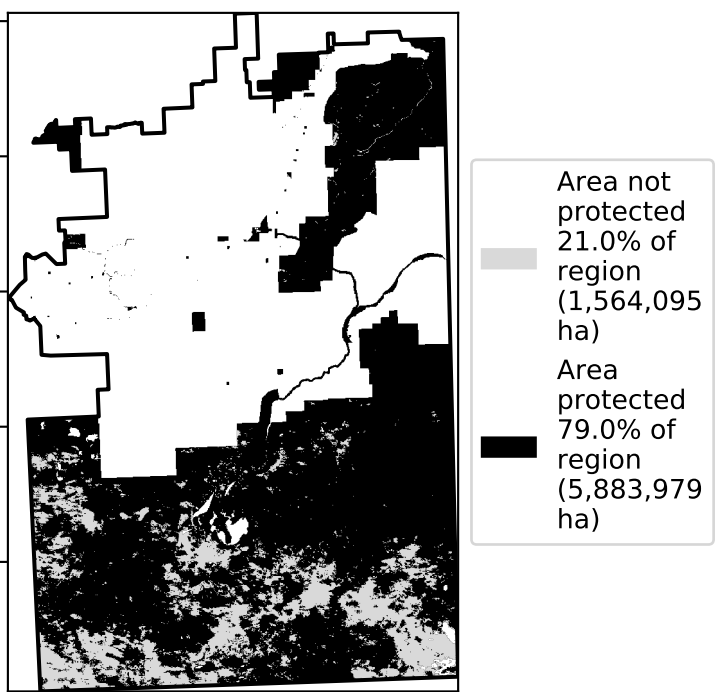 Area not
protected
21.0% of
region
(1,564,095
ha)
Area
protected
79.0% of
region
(5,883,979
ha)